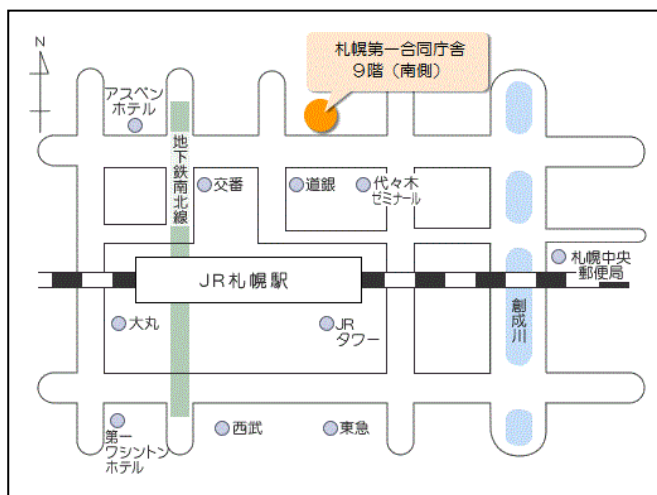 N
札幌第一合同庁舎
9階（南側）
アスペン
ホテル
地下鉄南北線
交番
道銀
代々木
ゼミナール
札幌中央
郵便局
JR札幌駅
創成川
大丸
JR
タワー
第一
ワシントン
ホテル
西武
東急